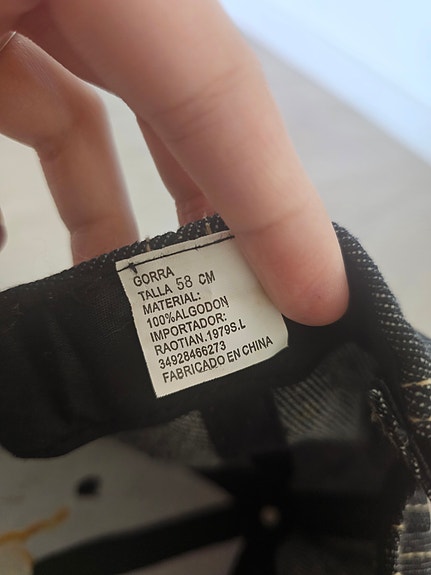 GORRA
TALLA 58 CM
MATERIAL:
100%ALGODON
IMPORTADOR:
RAOTIAN.1979S.L
34928466273
FABRICADO EN CHINA